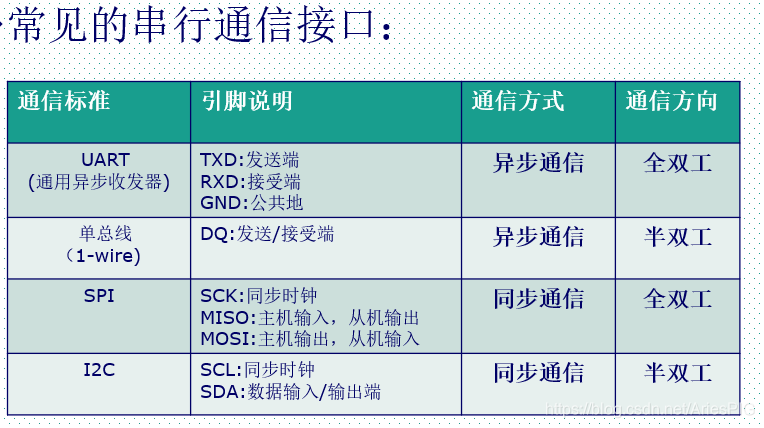 常见的串行通信接口：
通信标准
引脚说明
通信方式
通信方向
UART
(通用异步收发器)
TXD:发送端
RXD:接受端
GND:公共地
异步通信
全双工
单总线
（1-wire)
DQ:发送/接受端
异步通信
半双工
SPI
SCK:同步时钟
MISO:主机输入，从机输出
MOSI:主机输出，从机输入
同步通信
全双工
I2C
SCL:同步时钟
SDA:数据输入/输出端
同步通信
半双工